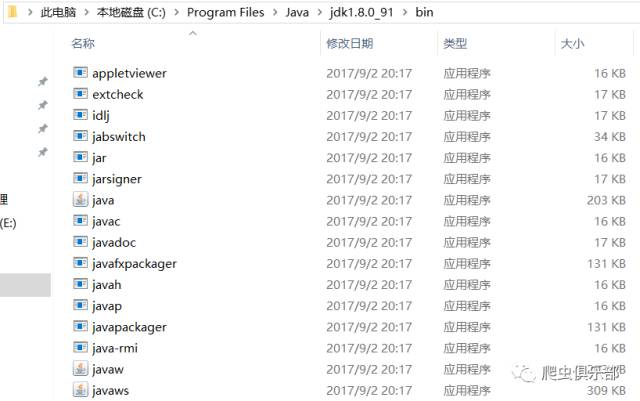 此电脑 > 本地磁盘 (C:) > Program Files > Java > jdk1.8.0_91 > bin
名称 修改日期 类型 大小
appletviewer 2017/9/2 20:17 应用程序 16 KB
extcheck 2017/9/2 20:17 应用程序 17 KB
idlj 2017/9/2 20:17 应用程序 17 KB
jabswitch 2017/9/2 20:17 应用程序 34 KB
jar 2017/9/2 20:17 应用程序 16 KB
jarsigner 2017/9/2 20:17 应用程序 17 KB
理 java 2017/9/2 20:17 应用程序 203 KB
(E:) javac 2017/9/2 20:17 应用程序 16 KB
javadoc 2017/9/2 20:17 应用程序 17 KB
javafxpackager 2017/9/2 20:17 应用程序 131 KB
javah 2017/9/2 20:17 应用程序 16 KB
javap 2017/9/2 20:17 应用程序 16 KB
javapackager 2017/9/2 20:17 应用程序 131 KB
java-rmi 2017/9/2 20:17 应用程序 16 KB
javaw 2017/9/2 20:17 应用程序 KB
javaws 2017/9/2 20:17 应用程序 309 KB
爬虫俱乐部